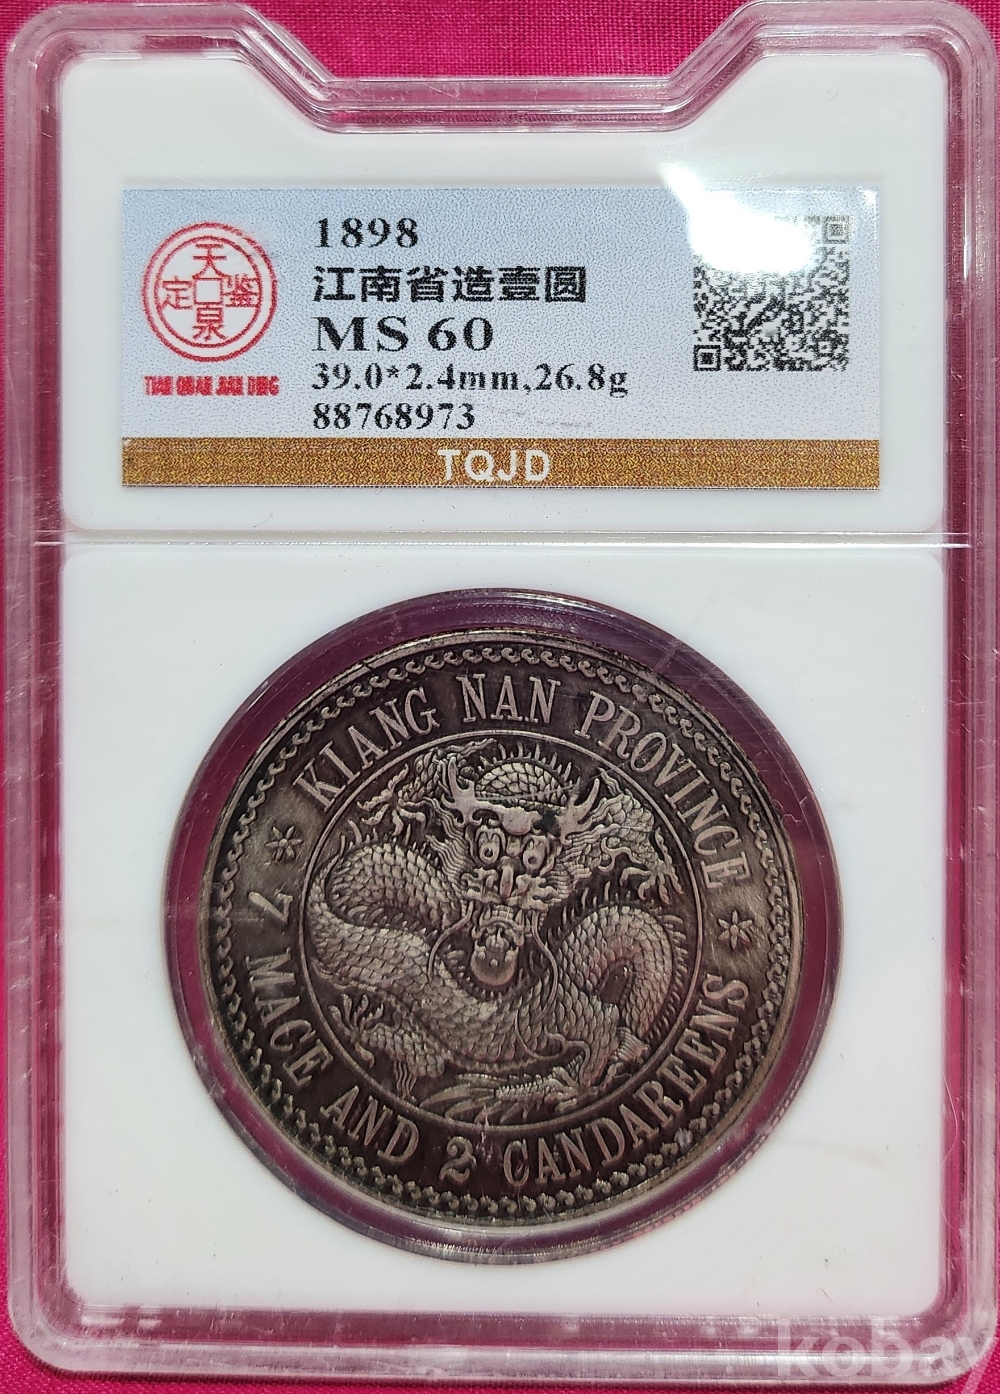 1898
江南省造壹圆
MS 60
39.0*2.4mm,26.8g
88768973
天泉鉴定
TIAN QUAN JIAN DING
TQJD
KIANG NAN PROVINCE
7 MACE AND 2 CANDAREENS
kobay